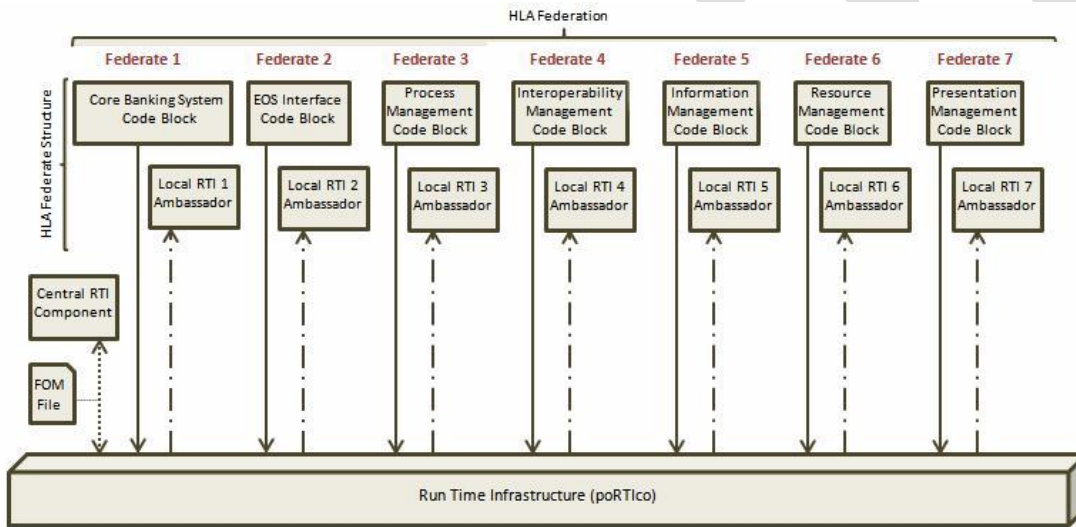 HLA Federation
Federate 1
Federate 2
Federate 3
Federate 4
Federate 5
Federate 6
Federate 7
HLA Federate Structure
Core Banking System
Code Block
EOS Interface
Code Block
Process
Management
Code Block
Interoperability
Management
Code Block
Information
Management
Code Block
Resource
Management
Code Block
Presentation
Management
Code Block
Local RTI 1
Ambassador
Local RTI 2
Ambassador
Local RTI 3
Ambassador
Local RTI 4
Ambassador
Local RTI 5
Ambassador
Local RTI 6
Ambassador
Local RTI 7
Ambassador
Central RTI
Component
FOM
File
Run Time Infrastructure (poRTIco)